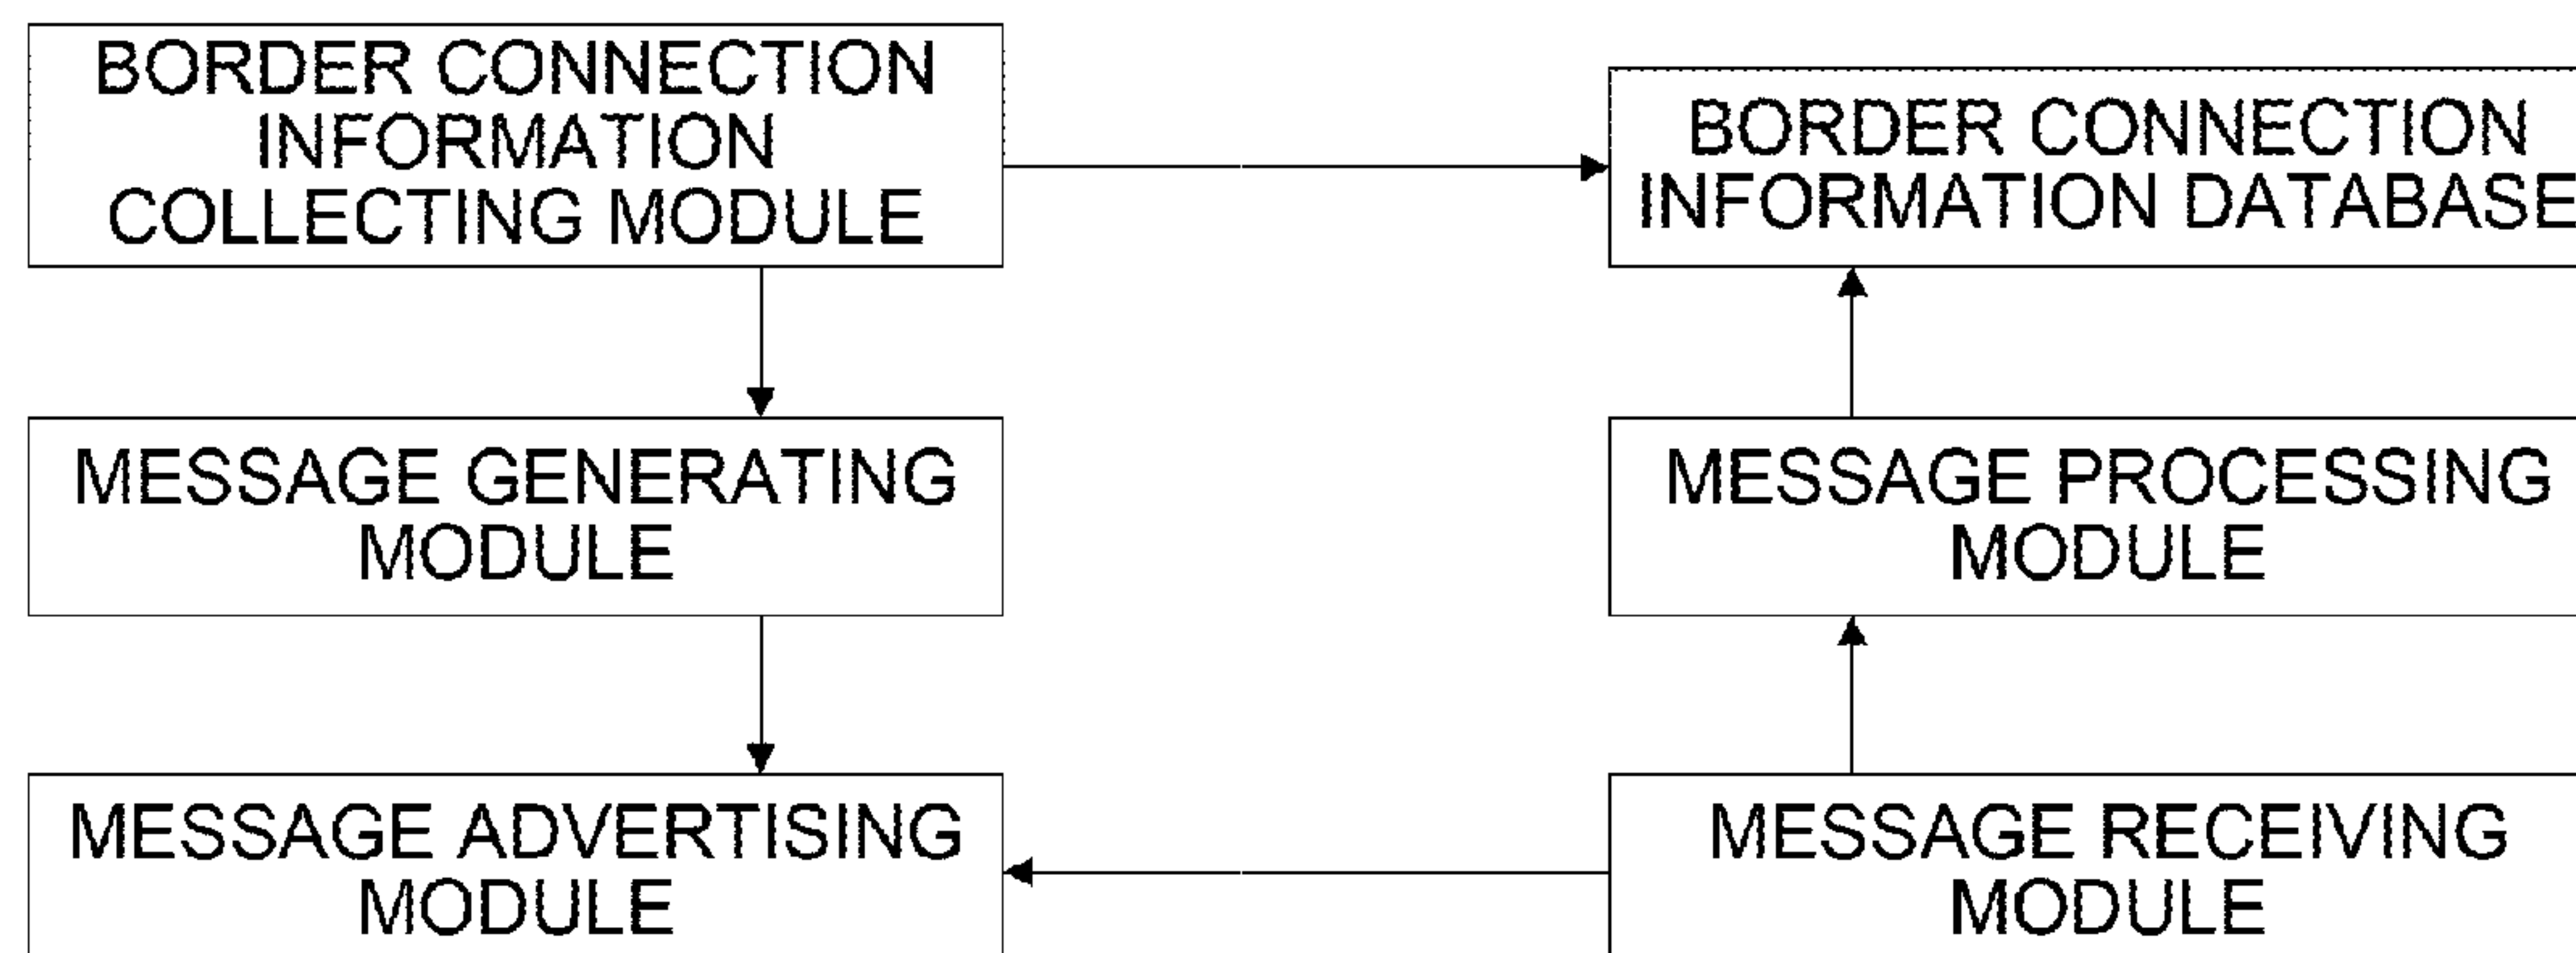 BORDER CONNECTION
INFORMATION
COLLECTING MODULE
BORDER CONNECTION
INFORMATION DATABASE
MESSAGE GENERATING
MODULE
MESSAGE PROCESSING
MODULE
MESSAGE ADVERTISING
MODULE
MESSAGE RECEIVING
MODULE